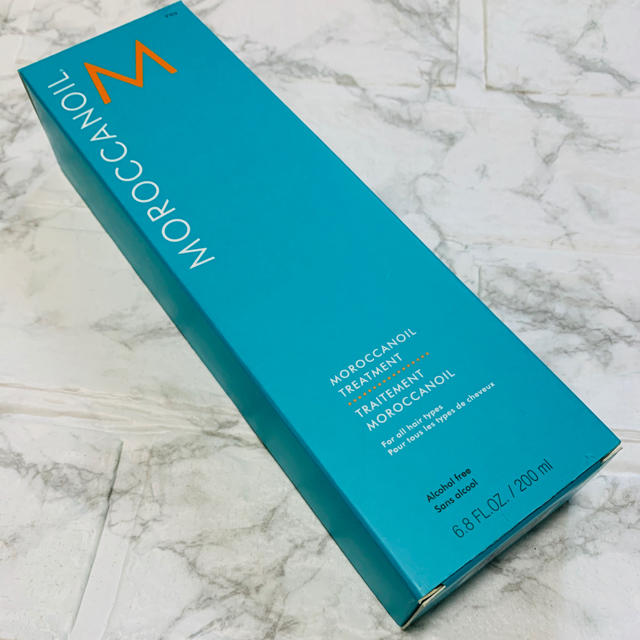 M
MOROCCANOIL
MOROCCANOIL
TREATMENT
TRAITEMENT
MOROCCANOIL
For all hair types
Pour tous les types de cheveux
Alcohol free
Sans alcool
6.8 FL.OZ. / 200 ml